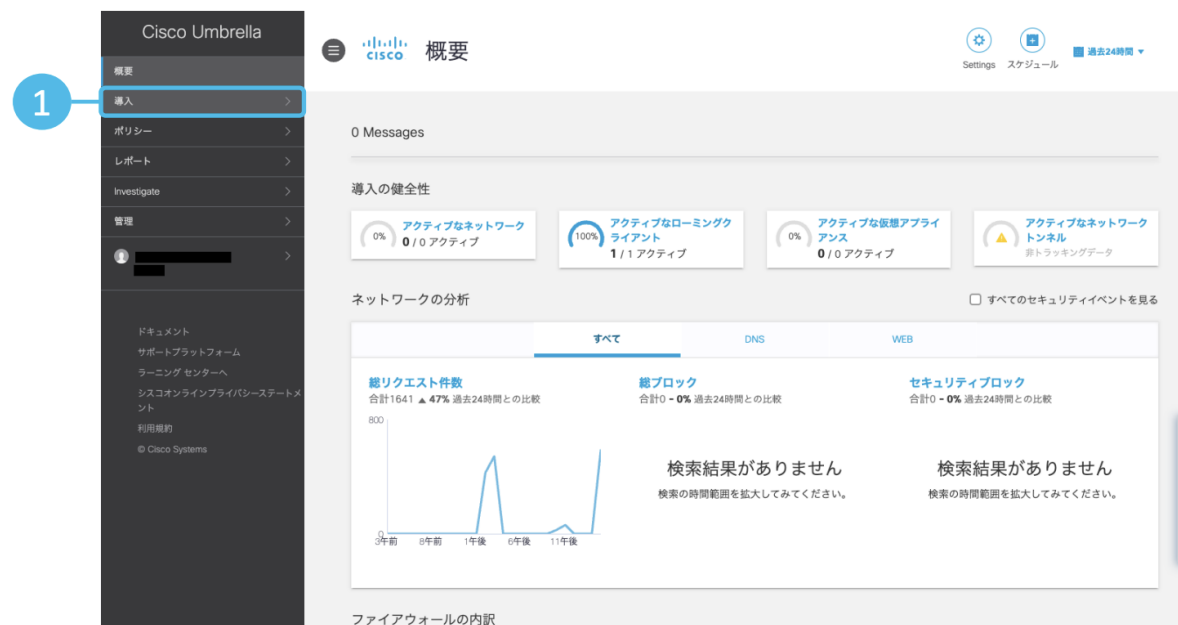 Cisco Umbrella
概要
1
導入
ポリシー
レポート
Investigate
管理
ドキュメント
サポートプラットフォーム
ラーニング センターへ
シスコオンラインプライバシーステートメ
ント
利用規約
© Cisco Systems
CISCO
概要
Settings
スケジュール
過去24時間
0 Messages
導入の健全性
0%
アクティブなネットワーク
0 / 0 アクティブ
100%
アクティブなローミングク
ライアント
1 / 1 アクティブ
0%
アクティブな仮想アプライ
アンス
0 / 0 アクティブ
アクティブなネットワーク
トンネル
非トラッキングデータ
ネットワークの分析
すべてのセキュリティイベントを見る
すべて
DNS
WEB
総リクエスト件数
合計1641 ▲ 47% 過去24時間との比較
800
0
3午前 8午前 1午後 6午後 11午後
総ブロック
合計0 - 0% 過去24時間との比較
検索結果がありません
検索の時間範囲を拡大してみてください。
セキュリティブロック
合計0 - 0% 過去24時間との比較
検索結果がありません
検索の時間範囲を拡大してみてください。
ファイアウォールの内訳